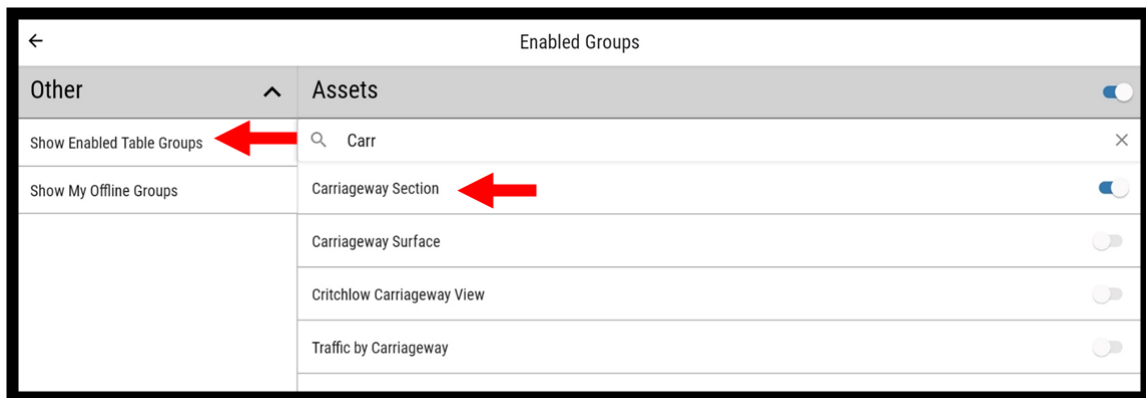 Enabled Groups
Other
Assets
Show Enabled Table Groups
Carr
Show My Offline Groups
Carriageway Section
Carriageway Surface
Critchlow Carriageway View
Traffic by Carriageway